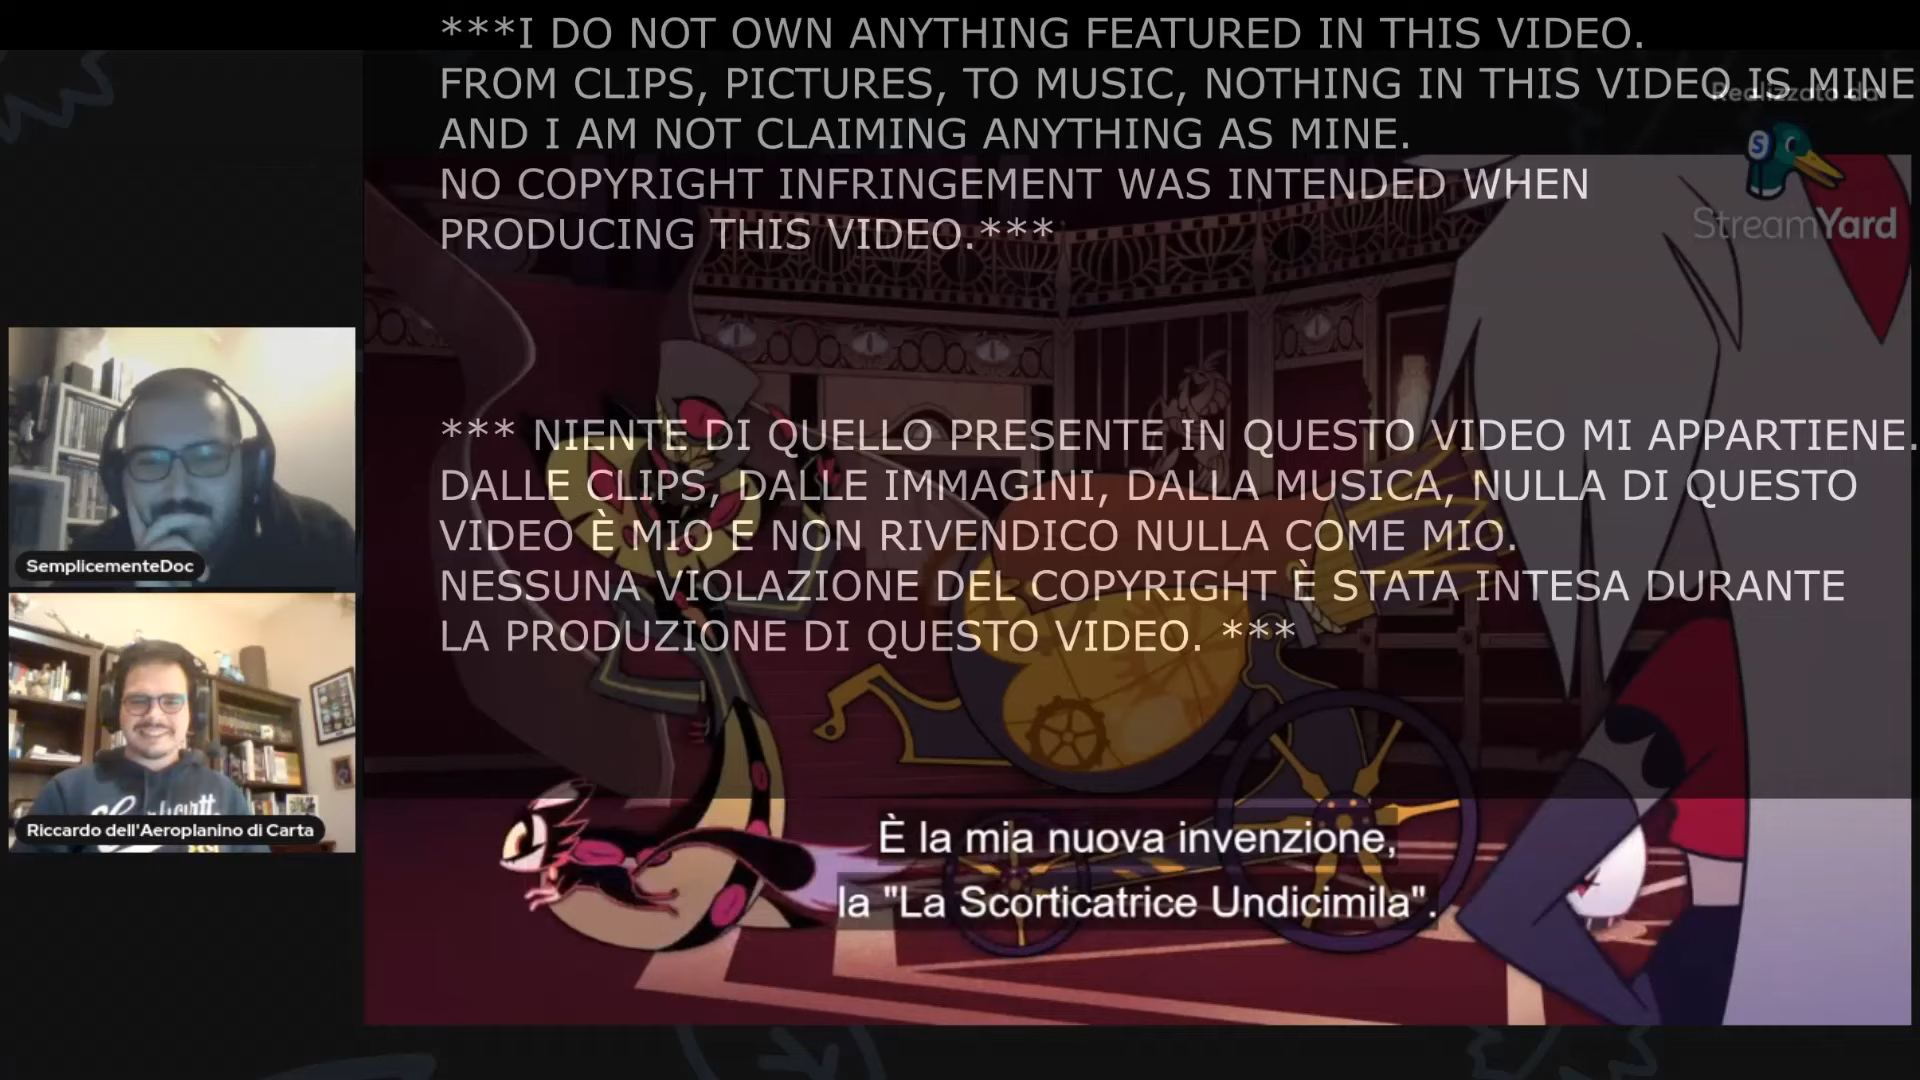 ***I DO NOT OWN ANYTHING FEATURED IN THIS VIDEO.
FROM CLIPS, PICTURES, TO MUSIC, NOTHING IN THIS VIDEO IS MINE
Realizzato da
AND I AM NOT CLAIMING ANYTHING AS MINE.
NO COPYRIGHT INFRINGEMENT WAS INTENDED WHEN
PRODUCING THIS VIDEO.***
S
StreamYard
*** NIENTE DI QUELLO PRESENTE IN QUESTO VIDEO MI APPARTIENE.
DALLE CLIPS, DALLE IMMAGINI, DALLA MUSICA, NULLA DI QUESTO
VIDEO È MIO E NON RIVENDICO NULLA COME MIO.
NESSUNA VIOLAZIONE DEL COPYRIGHT È STATA INTESA DURANTE
LA PRODUZIONE DI QUESTO VIDEO. ***
SemplicementeDoc
Riccardo dell'Aeroplanino di Carta
È la mia nuova invenzione,
la "La Scorticatrice Undicimila".